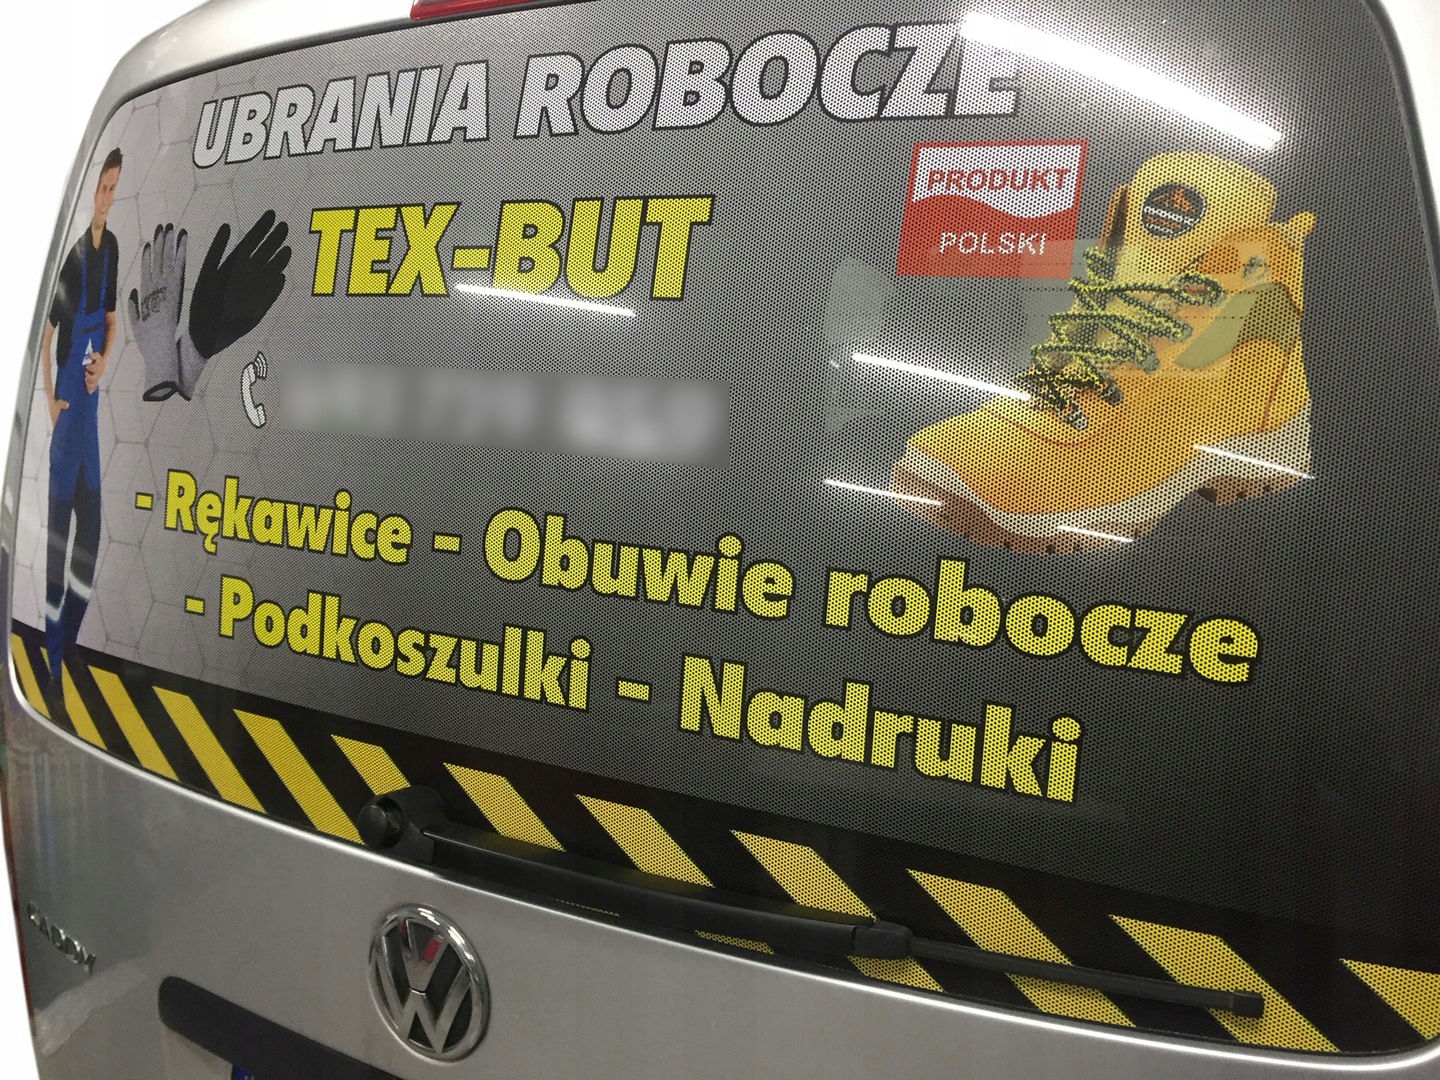 UBRANIA ROBOCZE
TEX-BUT
PRODUKT
POLSKI
- Rękawice - Obuwie robocze
- Podkoszulki - Nadruki
CADDY